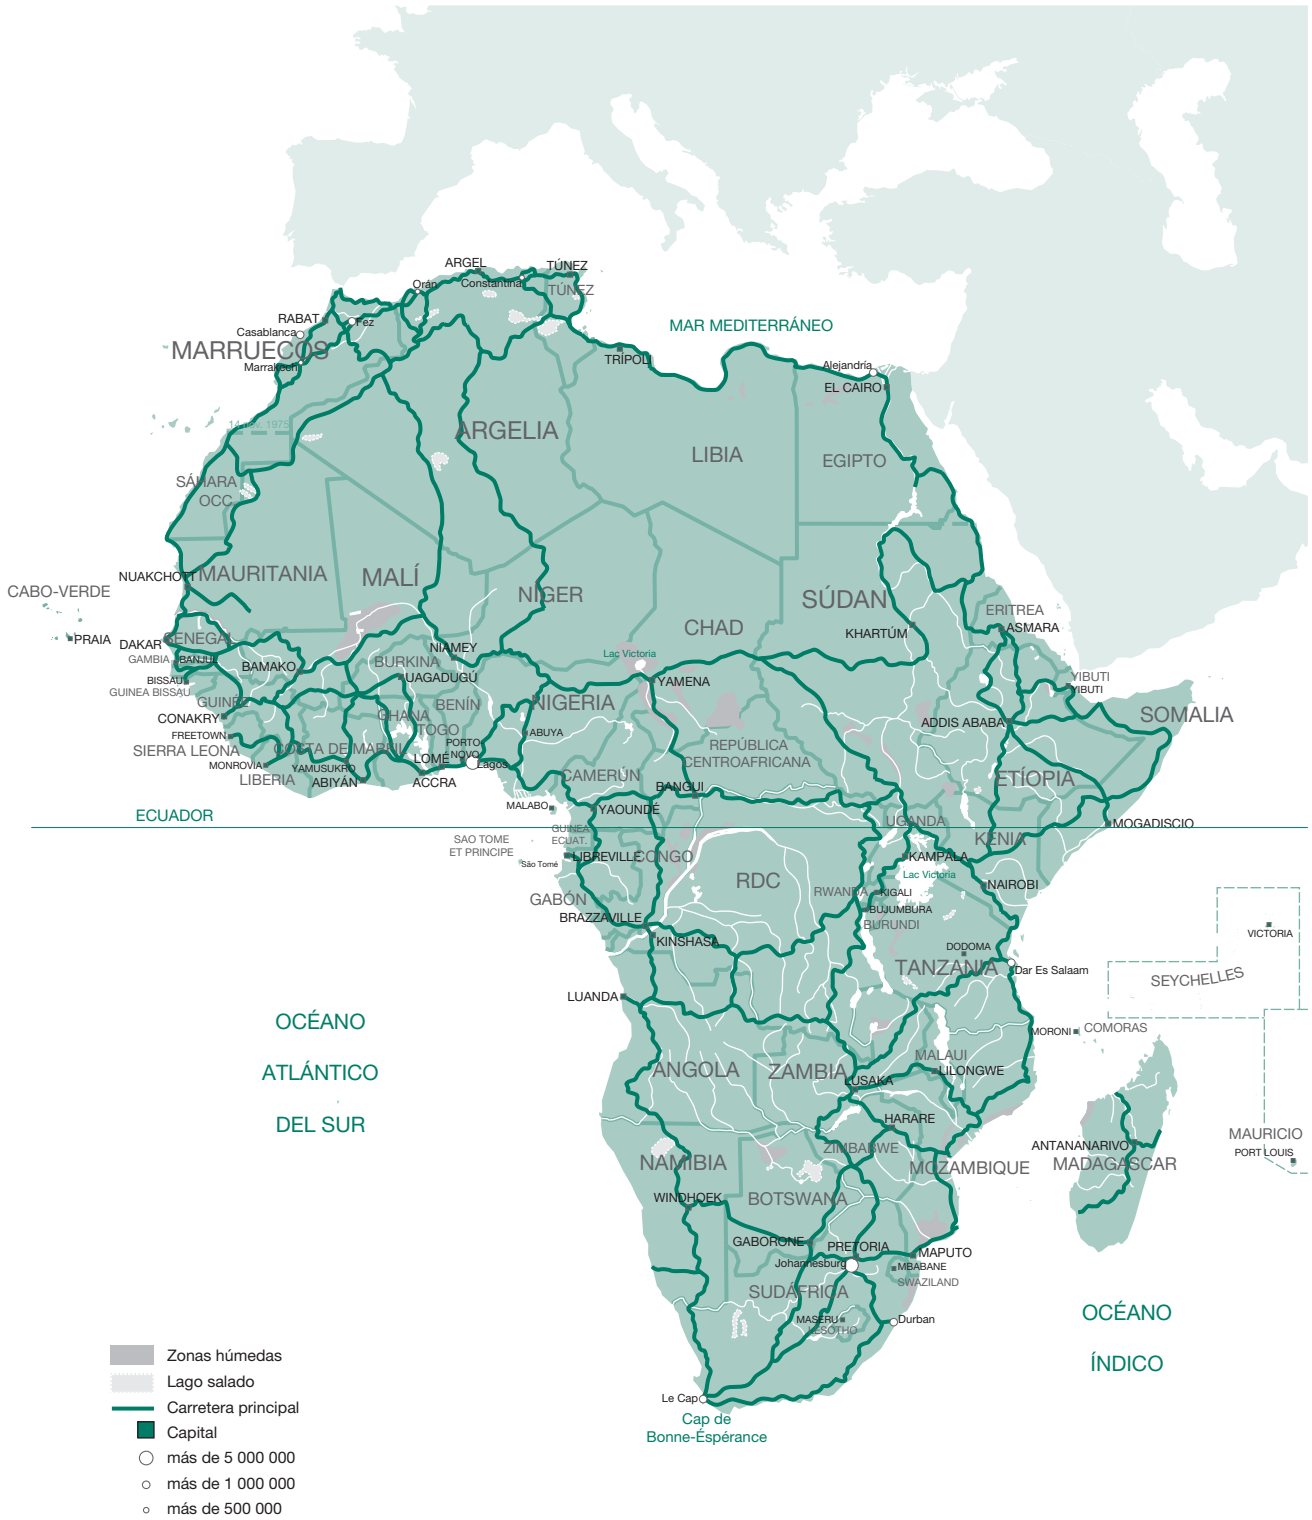 ARGEL
TÚNEZ
Orán
Constantina
TÚNEZ
RABAT
Fez
Casablanca
MAR MEDITERRÁNEO
MARRUECOS
Marrakech
TRÍPOLI
Alejandría
EL CAIRO
14 nov. 1975
ARGELIA
LIBIA
EGIPTO
SÁHARA
OCC.
NUAKCHOTT
MAURITANIA
MALÍ
CABO-VERDE
NÍGER
SÚDAN
ERITREA
CHAD
KHARTÚM
ASMARA
PRAIA
DAKAR
SENEGAL
NIAMEY
Lac Victoria
GAMBIA
BANJUL
BAMAKO
BURKINA
UAGADUGÚ
YAMENA
YIBUTI
YIBUTI
BISSAU
GUINEA BISSAU
GUINÉE
BENÍN
NIGERIA
SOMALIA
CONAKRY
GHANA
TOGO
ABUYA
ADDIS ABABA
FREETOWN
SIERRA LEONA
COSTA DE MARFIL
PORTO
NOVO
REPÚBLICA
CENTROAFRICANA
MONROVIA
YAMUSUKRO
LOMÉ
Lagos
LIBERIA
ABIYÁN
ACCRA
CAMERÚN
BANGUI
ETÍOPIA
MALABO
YAOUNDÉ
ECUADOR
UGANDA
MOGADISCIO
GUINEA
ECUAT.
KENIA
SAO TOME
ET PRINCIPE
São Tomé
LIBREVILLE
CONGO
KAMPALA
Lac Victoria
RDC
RWANDA
KIGALI
NAIROBI
GABÓN
BUJUMBURA
BURUNDI
BRAZZAVILLE
KINSHASA
VICTORIA
DODOMA
TANZANIA
Dar Es Salaam
SEYCHELLES
LUANDA
OCÉANO
ATLÁNTICO
DEL SUR
MORONI
COMORAS
ANGOLA
ZAMBIA
MALAUI
LILONGWE
LUSAKA
HARARE
ZIMBABWE
MOZAMBIQUE
ANTANANARIVO
MADAGASCAR
MAURICIO
PORT LOUIS
NAMIBIA
WINDHOEK
BOTSWANA
GABORONE
PRETORIA
MAPUTO
Johannesburg
MBABANE
SWAZILAND
SUDÁFRICA
MASERU
LESOTHO
Durban
OCÉANO
ÍNDICO
Le Cap
Cap de
Bonne-Éspérance
Zonas húmedas
Lago salado
Carretera principal
Capital
más de 5 000 000
más de 1 000 000
más de 500 000